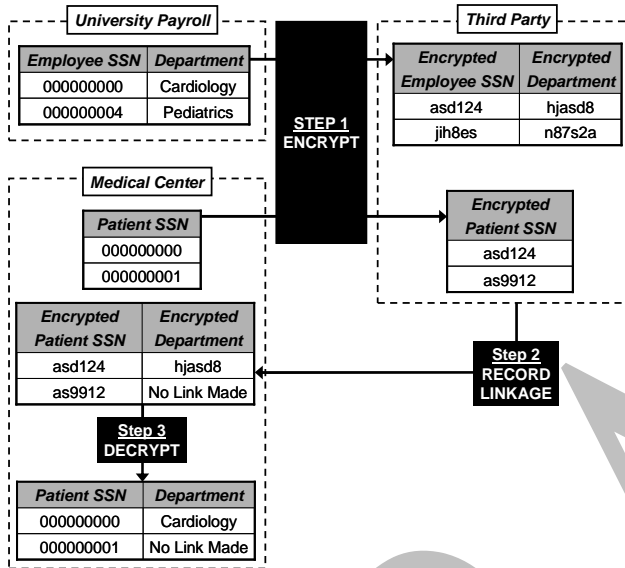 University Payroll
Employee SSN Department
000000000 Cardiology
000000004 Pediatrics
STEP 1
ENCRYPT
Third Party
Encrypted Employee SSN Encrypted Department
asd124 hjasd8
jih8es n87s2a
Encrypted Patient SSN
asd124
as9912
Medical Center
Patient SSN
000000000
000000001
Step 2
RECORD
LINKAGE
Encrypted Patient SSN Encrypted Department
asd124 hjasd8
as9912 No Link Made
Step 3
DECRYPT
Patient SSN Department
000000000 Cardiology
000000001 No Link Made